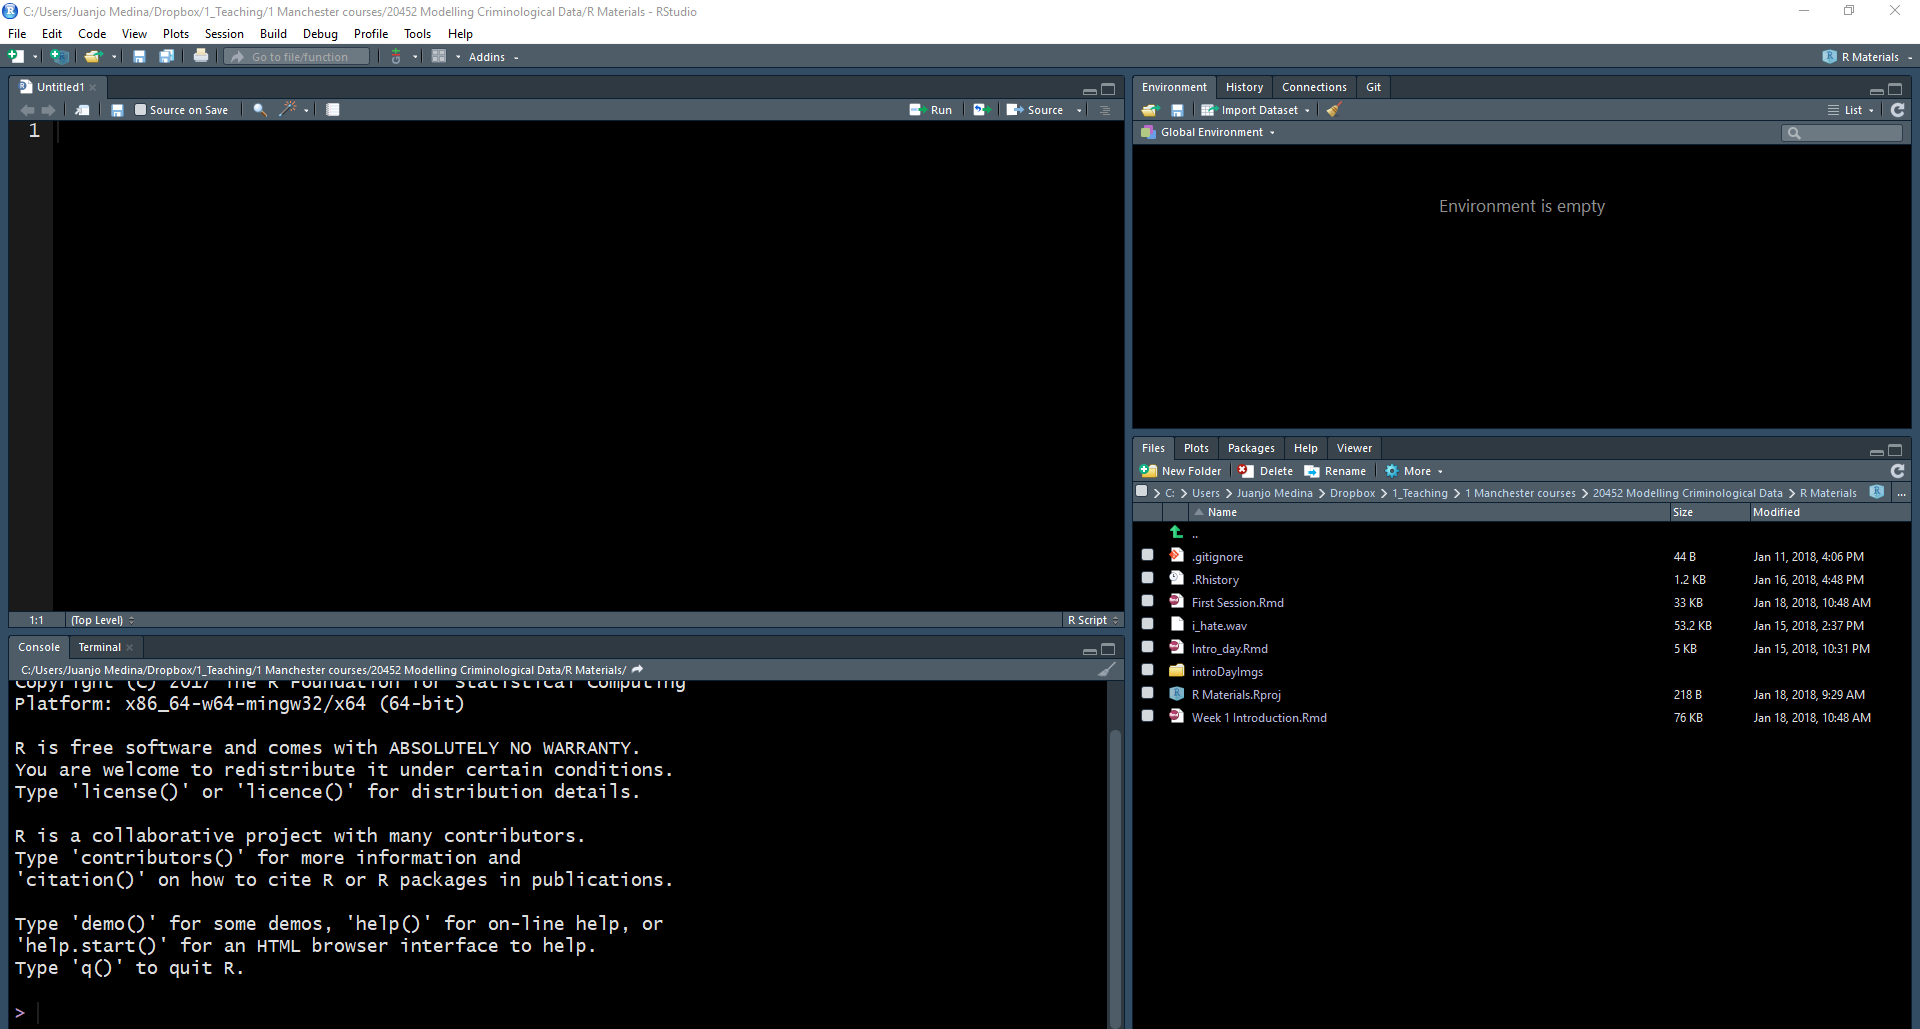 C:/Users/Juanjo Medina/Dropbox/1_Teaching/1 Manchester courses/20452 Modelling Criminological Data/R Materials - RStudio
File Edit Code View Plots Session Build Debug Profile Tools Help
Go to file/function Addins R Materials
Untitled1
Source on Save Run Source
1
1:1 (Top Level) R Script
Console Terminal
C:/Users/Juanjo Medina/Dropbox/1_Teaching/1 Manchester courses/20452 Modelling Criminological Data/R Materials/
Copyright (C) 2017 The R Foundation for Statistical Computing
Platform: x86_64-w64-mingw32/x64 (64-bit)
R is free software and comes with ABSOLUTELY NO WARRANTY.
You are welcome to redistribute it under certain conditions.
Type 'license()' or 'licence()' for distribution details.
R is a collaborative project with many contributors.
Type 'contributors()' for more information and
'citation()' on how to cite R or R packages in publications.
Type 'demo()' for some demos, 'help()' for on-line help, or
'help.start()' for an HTML browser interface to help.
Type 'q()' to quit R.
>
Environment History Connections Git
Import Dataset List
Global Environment
Environment is empty
Files Plots Packages Help Viewer
New Folder Delete Rename More
C: > Users > Juanjo Medina > Dropbox > 1_Teaching > 1 Manchester courses > 20452 Modelling Criminological Data > R Materials ...
Name Size Modified
..
.gitignore 44 B Jan 11, 2018, 4:06 PM
.Rhistory 1.2 KB Jan 16, 2018, 4:48 PM
First Session.Rmd 33 KB Jan 18, 2018, 10:48 AM
i_hate.wav 53.2 KB Jan 15, 2018, 2:37 PM
Intro_day.Rmd 5 KB Jan 15, 2018, 10:31 PM
introDayImgs
R Materials.Rproj 218 B Jan 18, 2018, 9:29 AM
Week 1 Introduction.Rmd 76 KB Jan 18, 2018, 10:48 AM